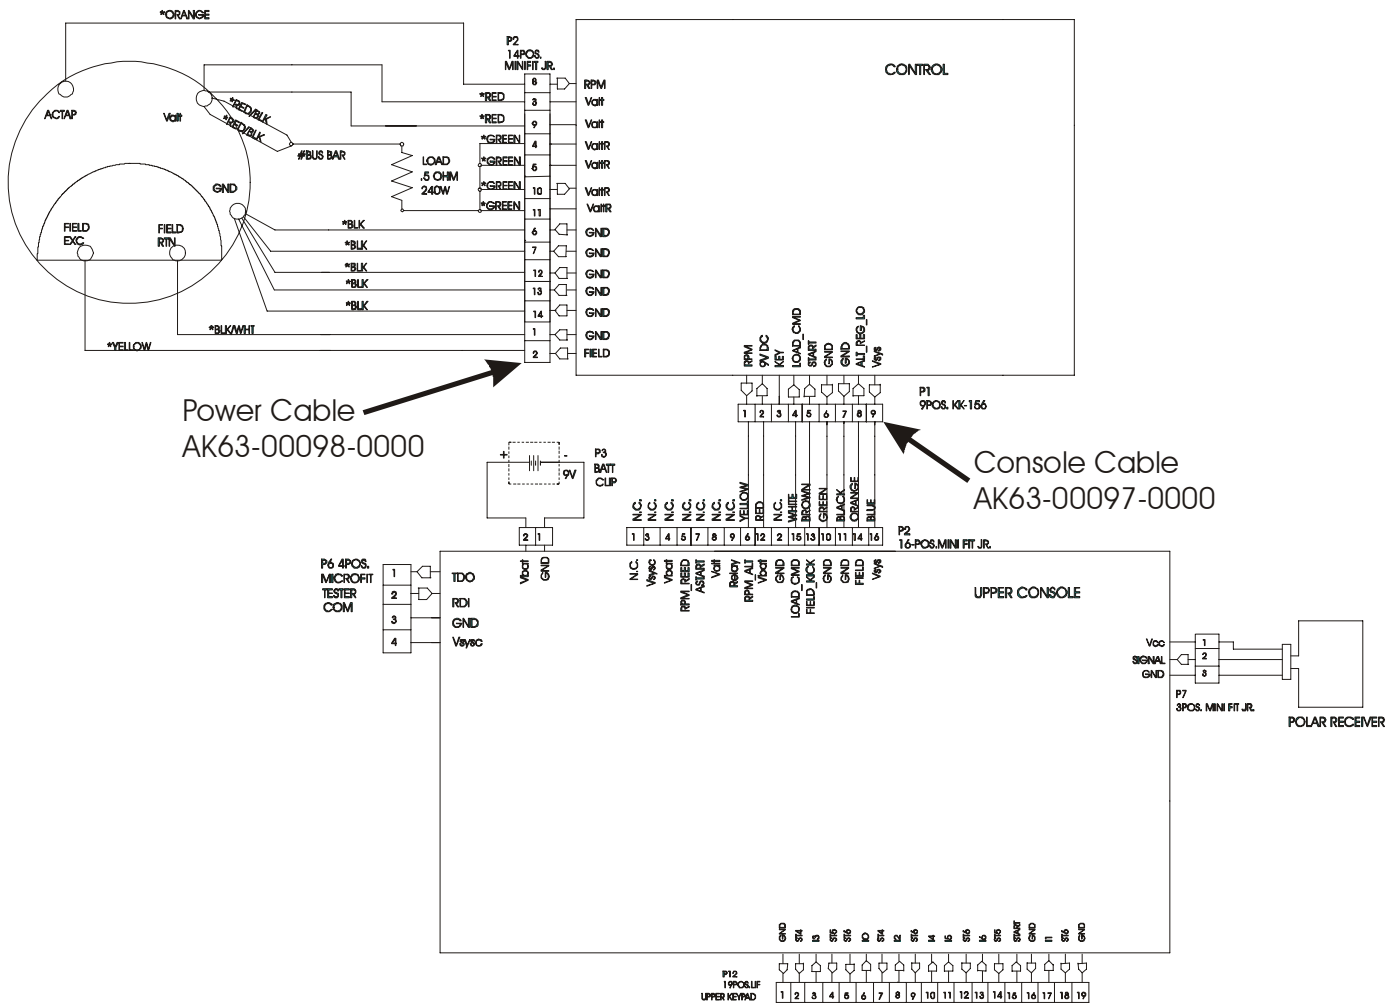 *ORANGE
P2
14POS.
MINIFIT JR.
CONTROL
ACTAP
Valt
*RED/BLK
*RED/BLK
#BUS BAR
LOAD
.5 OHM
240W
GND
FIELD
EXC
FIELD
RTN
8 RPM
*RED 3 Valt
*RED 9 Valt
*GREEN 4 ValtR
*GREEN 5 ValtR
*GREEN 10 ValtR
*GREEN 11 ValtR
*BLK 6 GND
*BLK 7 GND
*BLK 12 GND
*BLK 13 GND
*BLK 14 GND
*BLK/WHT 1 GND
*YELLOW 2 FIELD
Power Cable
AK63-00098-0000
RPM 9V DC KEY LOAD_CMD START GND GND ALT_REG_LO Vsys
1 2 3 4 5 6 7 8 9
P1
9POS. KK-156
Console Cable
AK63-00097-0000
+ -
9V
P3
BATT
CLIP
2 1
Vbat GND
N.C. N.C. N.C. N.C. N.C. N.C. N.C. YELLOW RED N.C. WHITE BROWN GREEN BLACK ORANGE BLUE
1 3 4 5 7 8 9 6 12 2 15 13 10 11 14 16
P2
16-POS.MINI FIT JR.
N.C. Vsysc Vbat RPM_REED ASTART Valt Relay RPM_ALT Vbat GND LOAD_CMD FIELD_KICK GND GND FIELD Vsys
UPPER CONSOLE
P6 4POS.
MICROFIT
TESTER
COM
1 TDO
2 RDI
3 GND
4 Vsysc
Vcc 1
SIGNAL 2
GND 3
P7
3POS. MINI FIT JR.
POLAR RECEIVER
GND ST4 I3 ST5 ST6 IO ST4 I2 ST6 I4 I5 ST6 I6 ST5 START GND I1 ST6 GND
P12
19POS.LIF
UPPER KEYPAD
1 2 3 4 5 6 7 8 9 10 11 12 13 14 15 16 17 18 19